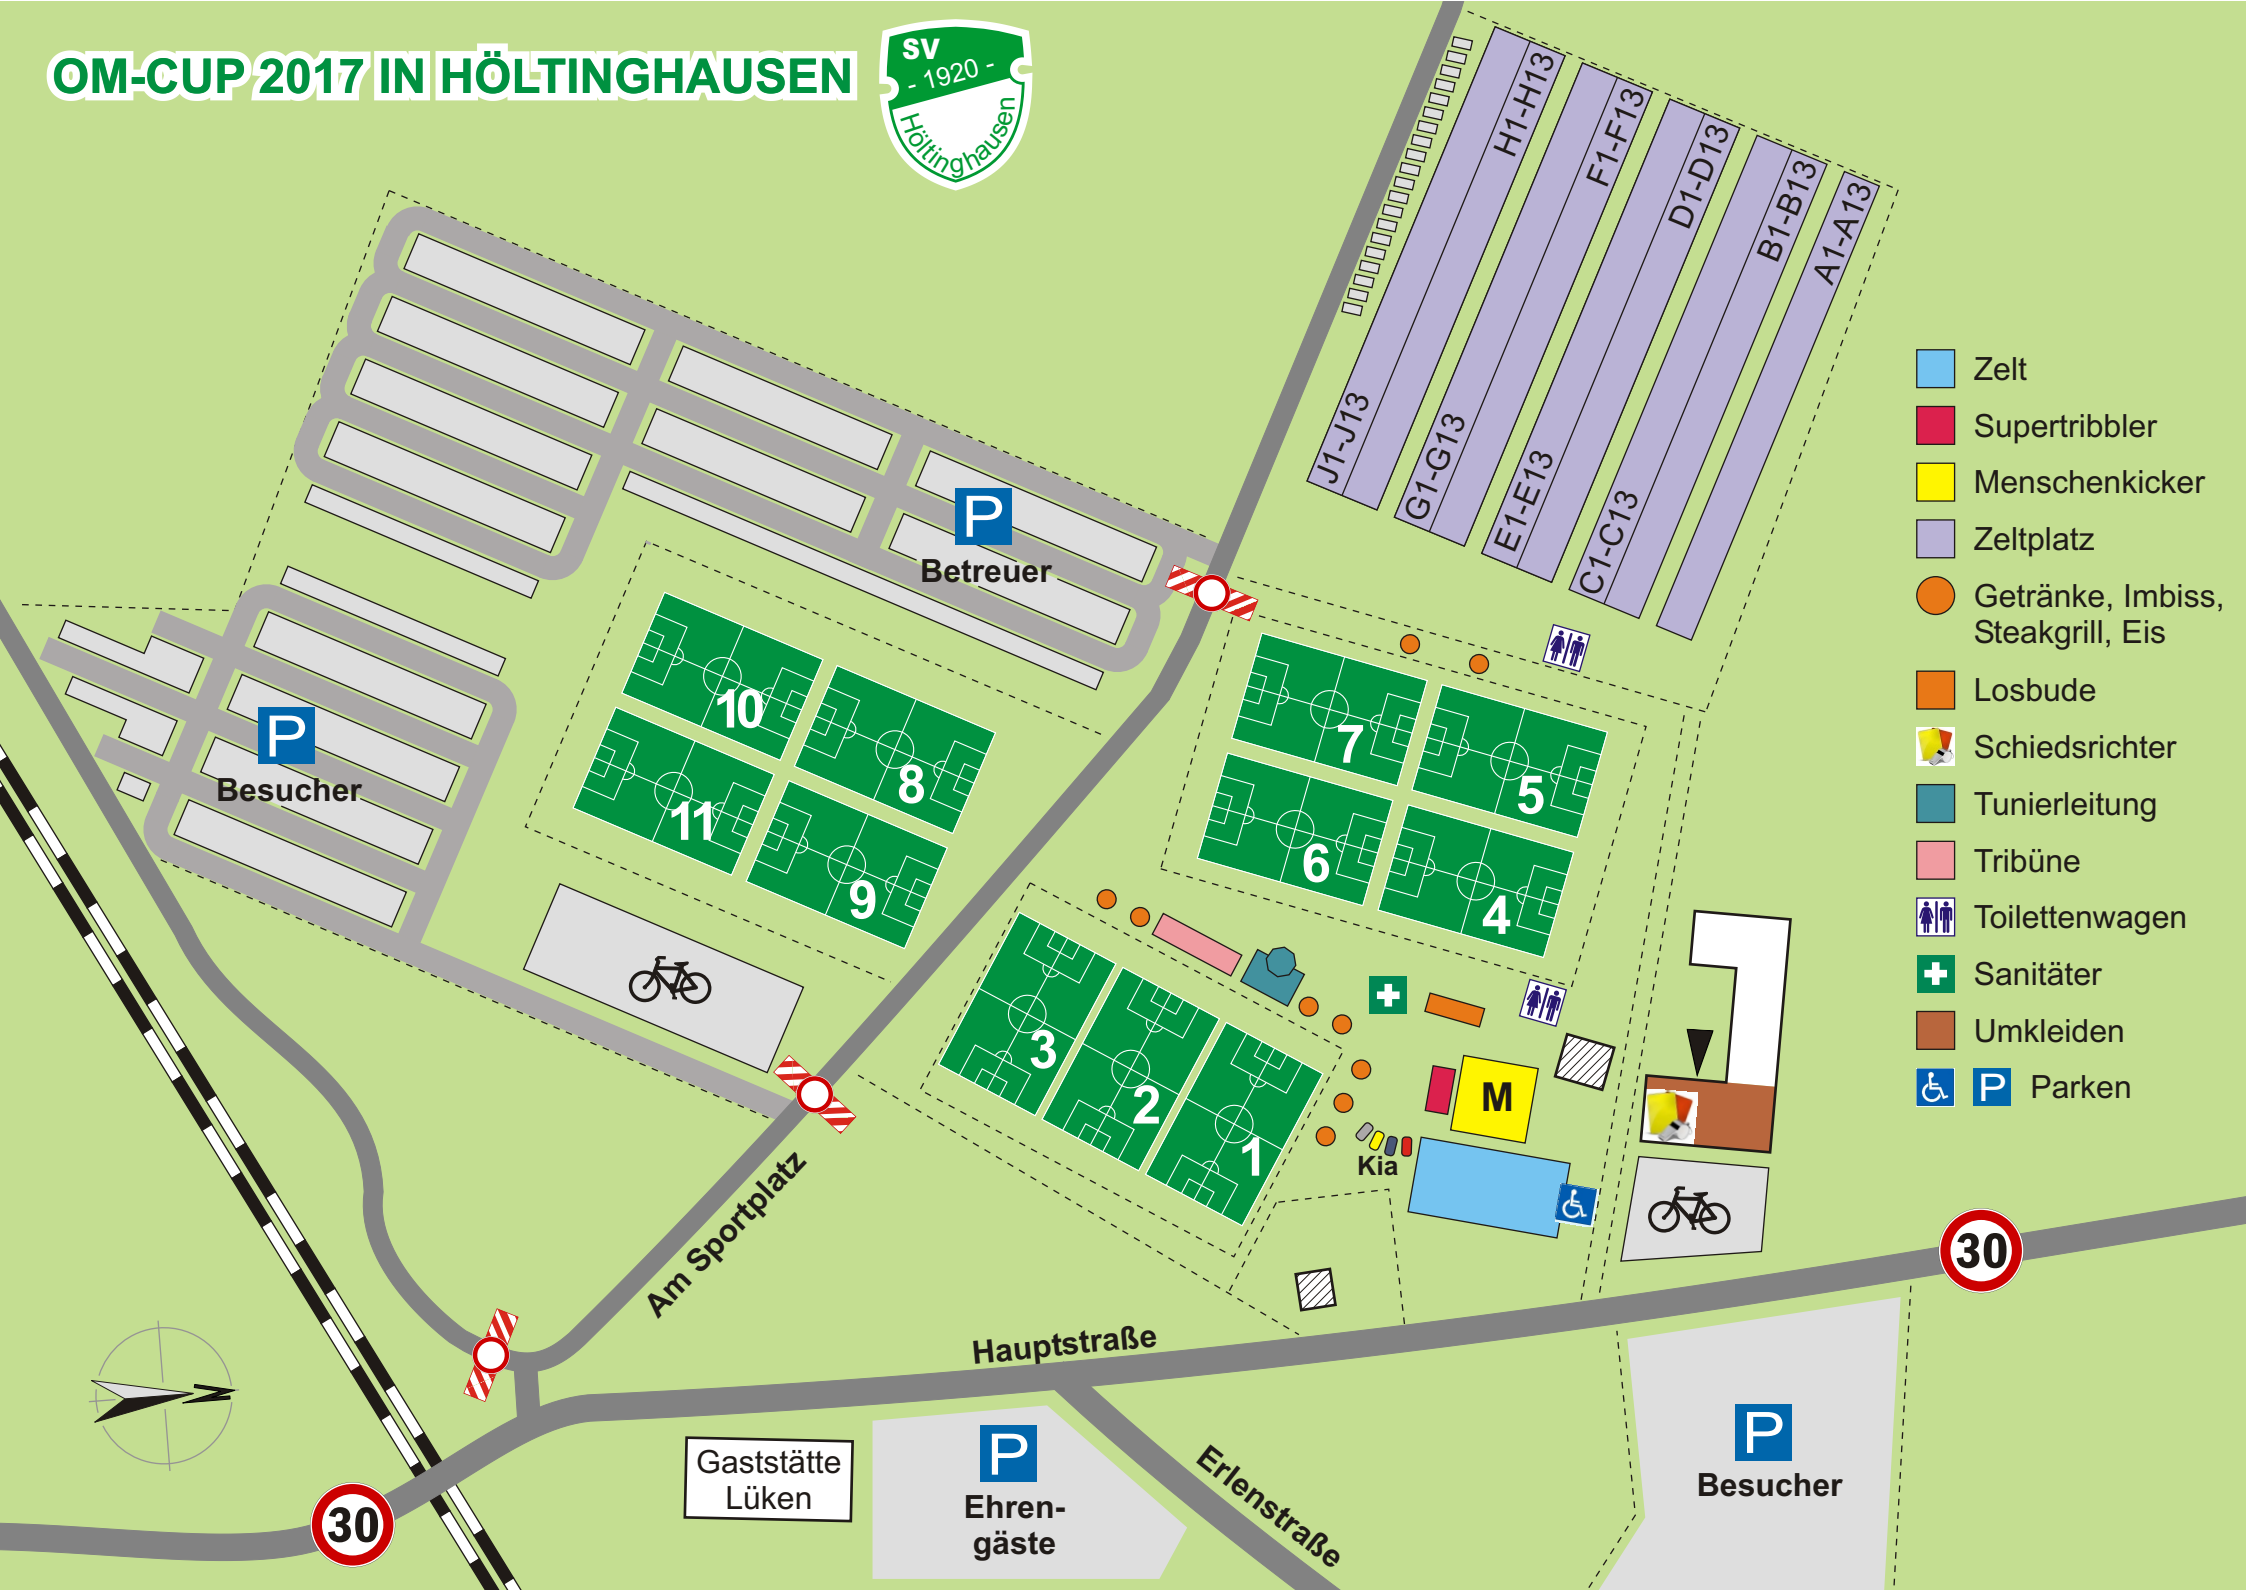 OM-CUP 2017 IN HÖLTINGHAUSEN
SV
- 1920 -
Höltinghausen
H1-H13
F1-F13
D1-D13
B1-B13
A1-A13
J1-J13
G1-G13
E1-E13
C1-C13
Zelt
Supertribbler
Menschenkicker
Zeltplatz
Getränke, Imbiss,
Steakgrill, Eis
Losbude
Schiedsrichter
Tunierleitung
Tribüne
Toilettenwagen
Sanitäter
Umkleiden
P Parken
P
Betreuer
P
Besucher
10
8
11
9
7
5
6
4
3
2
1
M
Kia
Am Sportplatz
Hauptstraße
Erlenstraße
30
30
N
Gaststätte
Lüken
P
Ehren-
gäste
P
Besucher